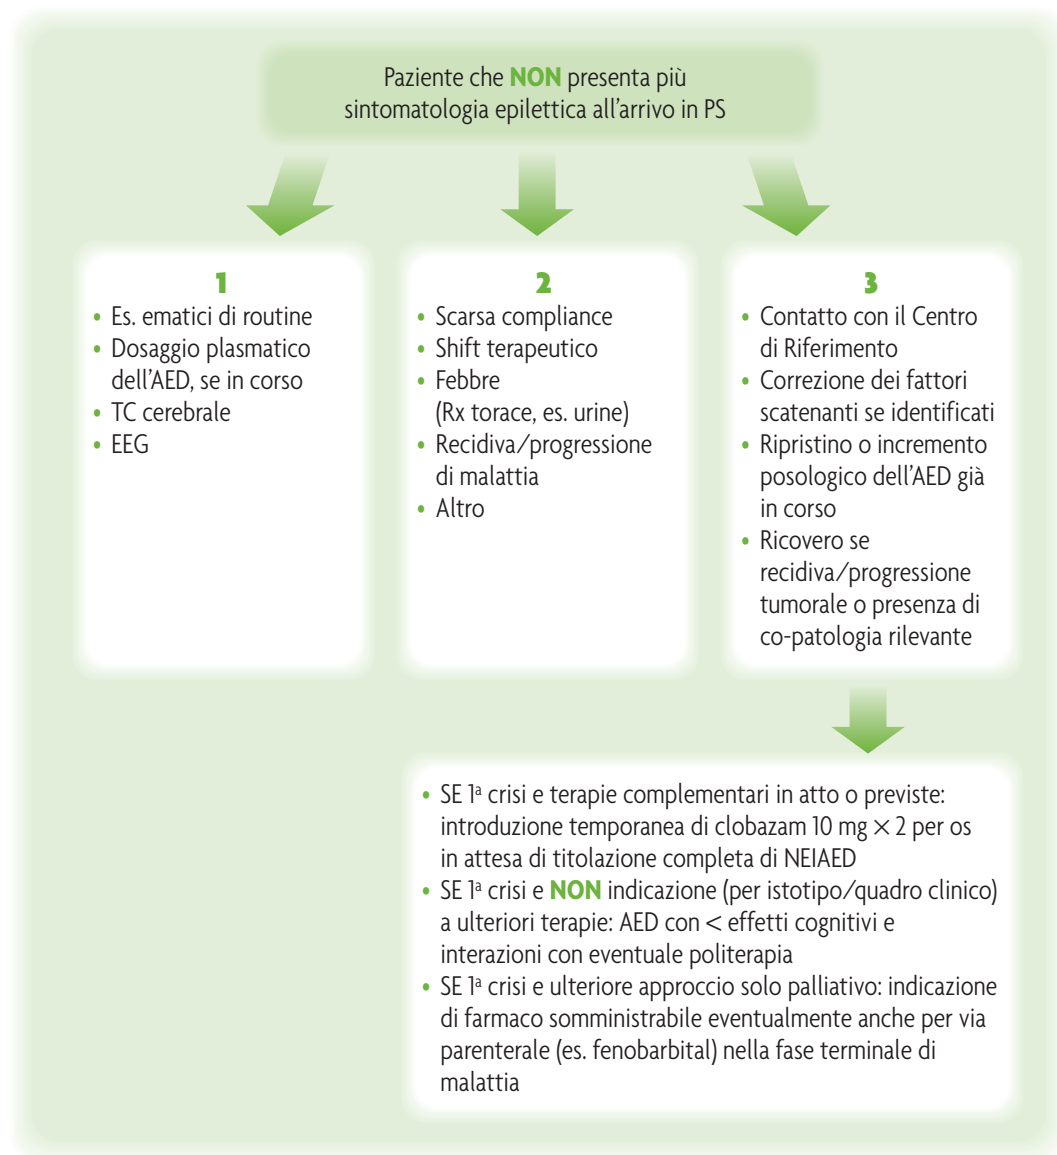 Paziente che NON presenta più
sintomatologia epilettica all’arrivo in PS
1
• Es. ematici di routine
• Dosaggio plasmatico
dell’AED, se in corso
• TC cerebrale
• EEG
2
• Scarsa compliance
• Shift terapeutico
• Febbre
(Rx torace, es. urine)
• Recidiva/progressione
di malattia
• Altro
3
• Contatto con il Centro
di Riferimento
• Correzione dei fattori
scatenanti se identificati
• Ripristino o incremento
posologico dell’AED già
in corso
• Ricovero se
recidiva/progressione
tumorale o presenza di
co-patologia rilevante
• SE 1ª crisi e terapie complementari in atto o previste:
introduzione temporanea di clobazam 10 mg × 2 per os
in attesa di titolazione completa di NEIAED
• SE 1ª crisi e NON indicazione (per istotipo/quadro clinico)
a ulteriori terapie: AED con < effetti cognitivi e
interazioni con eventuale politerapia
• SE 1ª crisi e ulteriore approccio solo palliativo: indicazione
di farmaco somministrabile eventualmente anche per via
parenterale (es. fenobarbital) nella fase terminale di
malattia